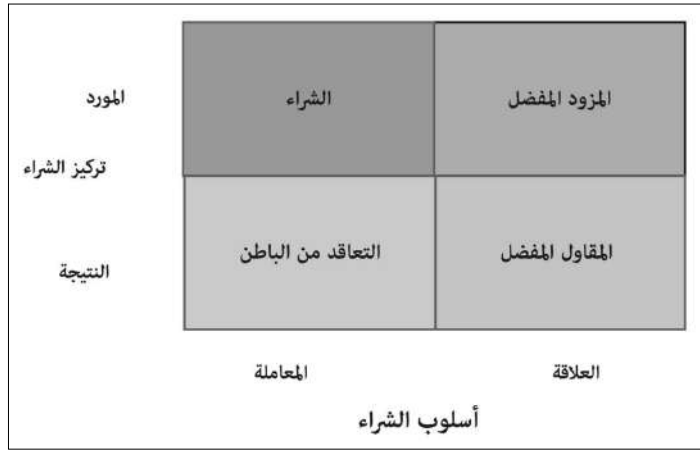 المورد
الشراء
المزود المفضل
تركيز الشراء
النتيجة
التعاقد من الباطن
المقاول المفضل
المعاملة
العلاقة
أسلوب الشراء